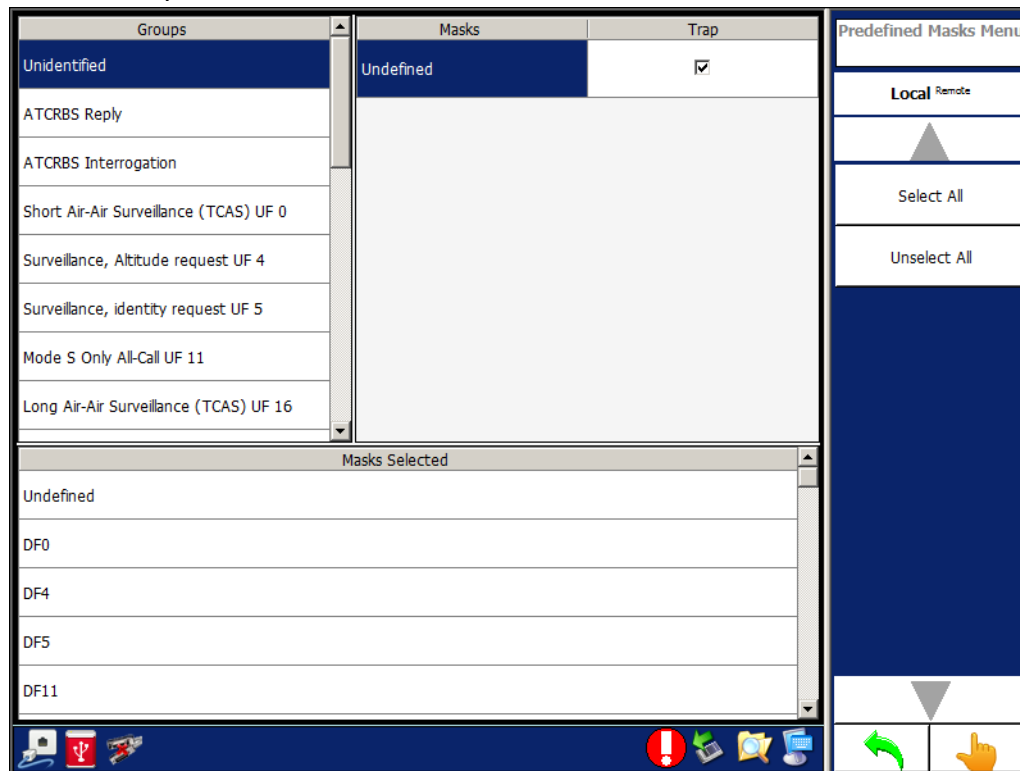 Groups
Unidentified
ATCRBS Reply
ATCRBS Interrogation
Short Air-Air Surveillance (TCAS) UF 0
Surveillance, Altitude request UF 4
Surveillance, identity request UF 5
Mode S Only All-Call UF 11
Long Air-Air Surveillance (TCAS) UF 16
Masks Trap
Undefined
Masks Selected
Undefined
DF0
DF4
DF5
DF11
Predefined Masks Menu
Local Remote
Select All
Unselect All